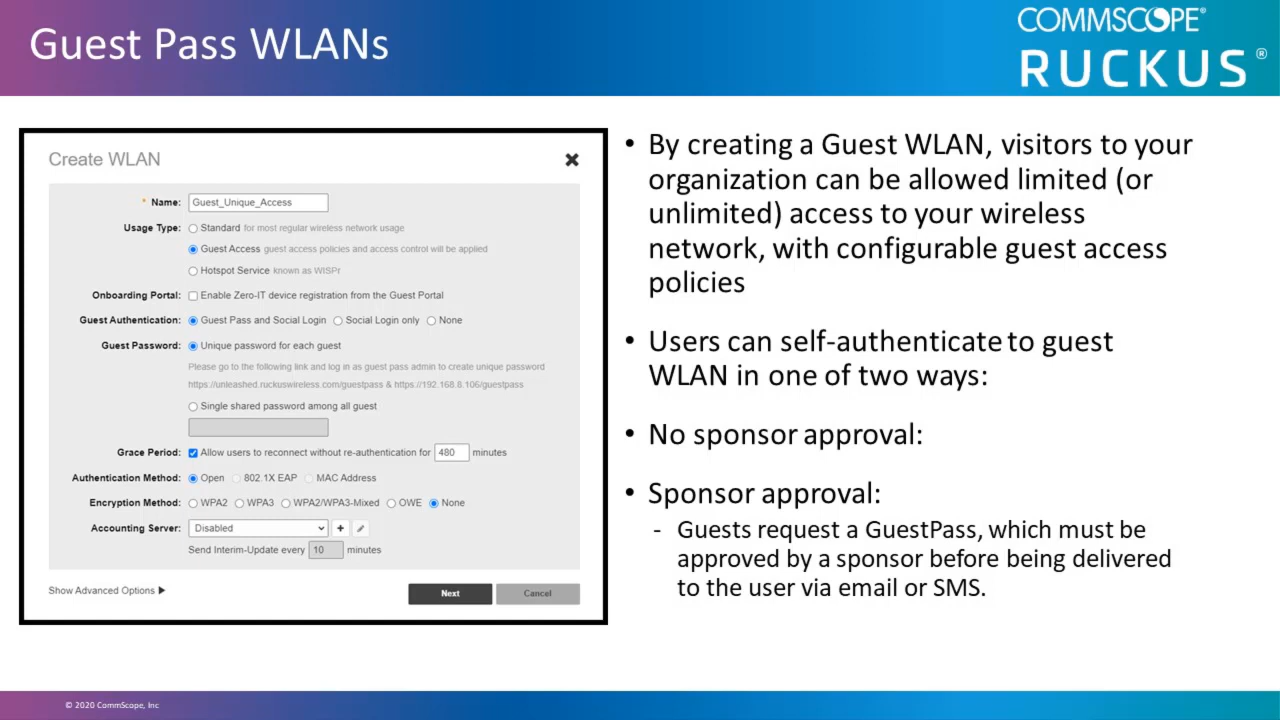 Guest Pass WLANs
COMMSCOPE®
RUCKUS®
Create WLAN
* Name: Guest_Unique_Access
Usage Type: Standard for most regular wireless network usage
Guest Access guest access policies and access control will be applied
Hotspot Service known as WISPr
Onboarding Portal: Enable Zero-IT device registration from the Guest Portal
Guest Authentication: Guest Pass and Social Login Social Login only None
Guest Password: Unique password for each guest
Please go to the following link and log in as guest pass admin to create unique password
https://unleashed.ruckuswireless.com/guestpass & https://192.168.8.106/guestpass
Single shared password among all guest
Grace Period: Allow users to reconnect without re-authentication for 480 minutes
Authentication Method: Open 802.1X EAP MAC Address
Encryption Method: WPA2 WPA3 WPA2/WPA3-Mixed OWE None
Accounting Server: Disabled
Send Interim-Update every 10 minutes
Show Advanced Options
Next Cancel
• By creating a Guest WLAN, visitors to your
organization can be allowed limited (or
unlimited) access to your wireless
network, with configurable guest access
policies
• Users can self-authenticate to guest
WLAN in one of two ways:
• No sponsor approval:
• Sponsor approval:
- Guests request a GuestPass, which must be
approved by a sponsor before being delivered
to the user via email or SMS.
© 2020 CommScope, Inc